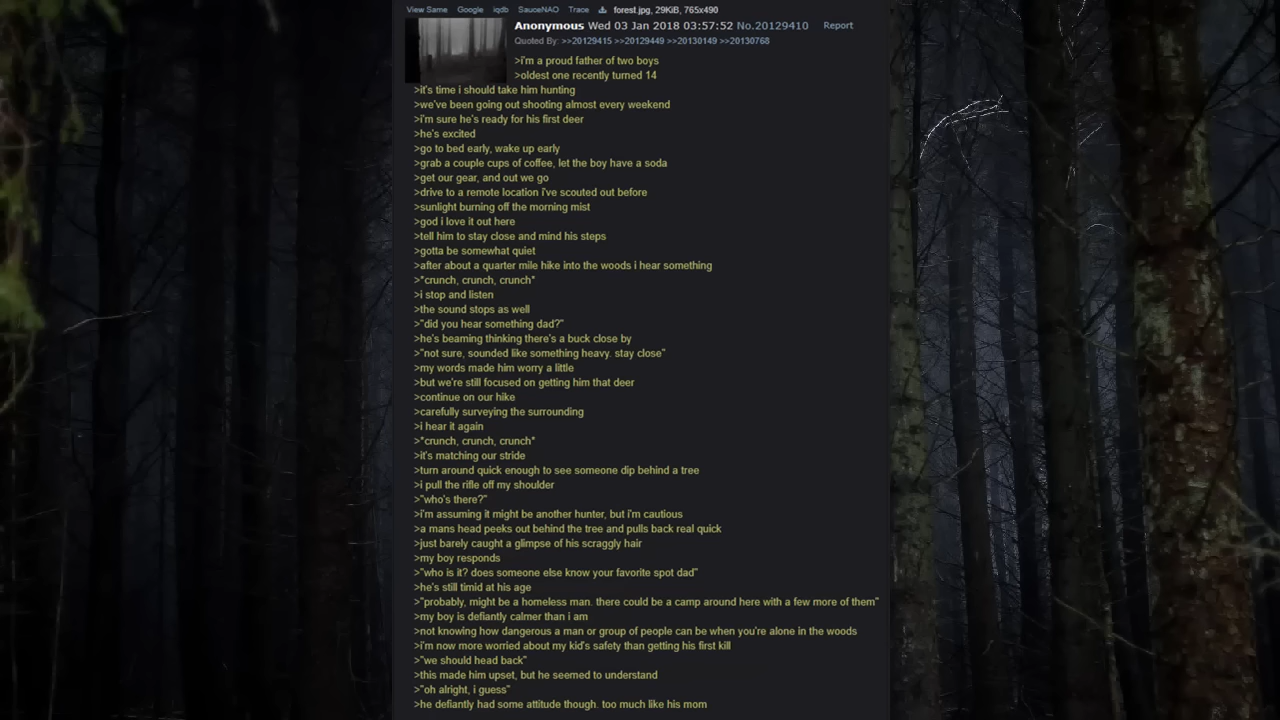 View Same Google iqdb SauceNAO Trace forest.jpg, 29KiB, 765x490
Anonymous Wed 03 Jan 2018 03:57:52 No.20129410 Report
Quoted By: >>20129415 >>20129449 >>20130149 >>20130768
>i'm a proud father of two boys
>oldest one recently turned 14
>it's time i should take him hunting
>we've been going out shooting almost every weekend
>i'm sure he's ready for his first deer
>he's excited
>go to bed early, wake up early
>grab a couple cups of coffee, let the boy have a soda
>get our gear, and out we go
>drive to a remote location i've scouted out before
>sunlight burning off the morning mist
>god i love it out here
>tell him to stay close and mind his steps
>gotta be somewhat quiet
>after about a quarter mile hike into the woods i hear something
>*crunch, crunch, crunch*
>i stop and listen
>the sound stops as well
>"did you hear something dad?"
>he's beaming thinking there's a buck close by
>"not sure, sounded like something heavy. stay close"
>my words made him worry a little
>but we're still focused on getting him that deer
>continue on our hike
>carefully surveying the surrounding
>i hear it again
>*crunch, crunch, crunch*
>it's matching our stride
>turn around quick enough to see someone dip behind a tree
>i pull the rifle off my shoulder
>"who's there?"
>i'm assuming it might be another hunter, but i'm cautious
>a mans head peeks out behind the tree and pulls back real quick
>just barely caught a glimpse of his scraggly hair
>my boy responds
>"who is it? does someone else know your favorite spot dad"
>he's still timid at his age
>"probably, might be a homeless man. there could be a camp around here with a few more of them"
>my boy is defiantly calmer than i am
>not knowing how dangerous a man or group of people can be when you're alone in the woods
>i'm now more worried about my kid's safety than getting his first kill
>"we should head back"
>this made him upset, but he seemed to understand
>"oh alright, i guess"
>he defiantly had some attitude though. too much like his mom